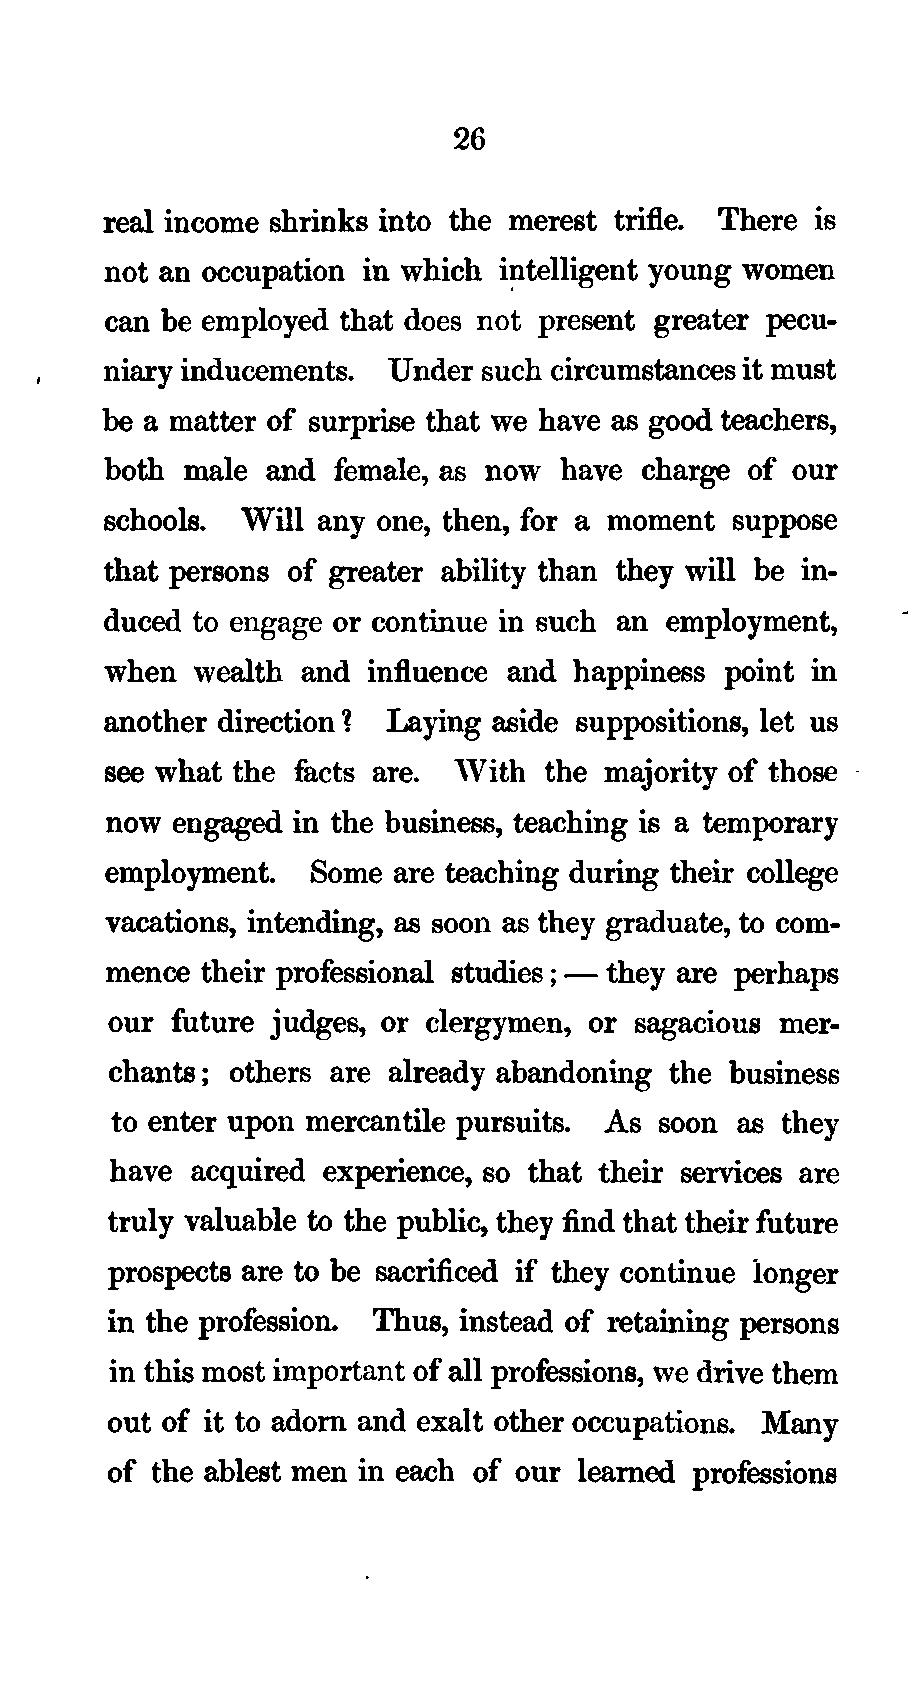 26
real income shrinks into the merest trifle. There is
not an occupation in which intelligent young women
can be employed that does not present greater pecu-
niary inducements. Under such circumstances it must
be a matter of surprise that we have as good teachers,
both male and female, as now have charge of our
schools. Will any one, then, for a moment suppose
that persons of greater ability than they will be in-
duced to engage or continue in such an employment,
when wealth and influence and happiness point in
another direction? Laying aside suppositions, let us
see what the facts are. With the majority of those
now engaged in the business, teaching is a temporary
employment. Some are teaching during their college
vacations, intending, as soon as they graduate, to com-
mence their professional studies; — they are perhaps
our future judges, or clergymen, or sagacious mer-
chants; others are already abandoning the business
to enter upon mercantile pursuits. As soon as they
have acquired experience, so that their services are
truly valuable to the public, they find that their future
prospects are to be sacrificed if they continue longer
in the profession. Thus, instead of retaining persons
in this most important of all professions, we drive them
out of it to adorn and exalt other occupations. Many
of the ablest men in each of our learned professions